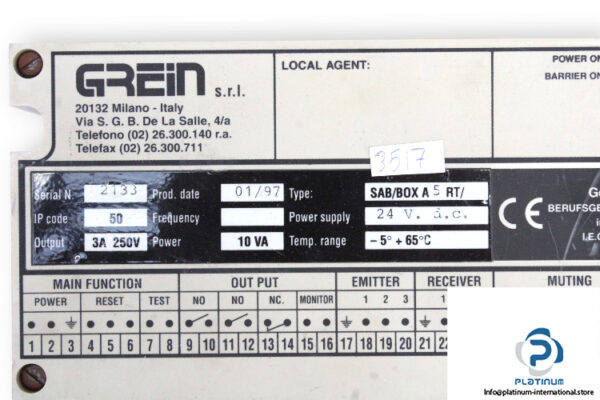 GREIN s.r.l.
20132 Milano - Italy
Via S. G. B. De La Salle, 4/a
Telefono (02) 26.300.140 r.a.
Telefax (02) 26.300.711
LOCAL AGENT:
POWER ON
BARRIER ON
3517
Serial N. 2133 Prod. date 01/97 Type: SAB/BOX A 5 RT/
IP code 50 Frequency Power supply 24 V. a.c.
Output 3A 250V Power 10 VA Temp. range - 5° + 65°C
CE
BERUFSGE
I.E.C
MAIN FUNCTION OUT PUT EMITTER RECEIVER MUTING
POWER RESET TEST NO NO NC. MONITOR 1 2 3 1
1 2 3 4 5 6 7 8 9 10 11 12 13 14 15 16 17 18 19 20 21
PLATINUM
INTERNATIONAL
Info@platinum-international.store